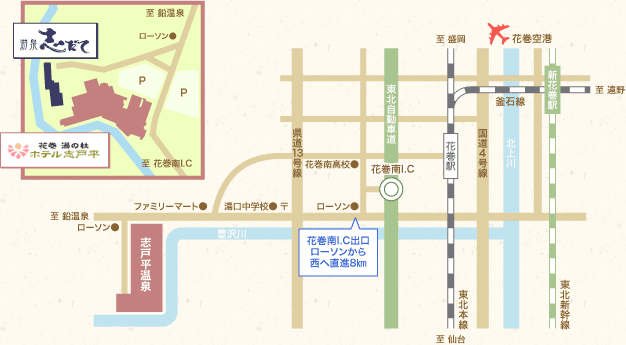 至 鉛温泉
ローソン
游泉
志だて
P
P
花巻 湯の杜
ホテル志戸平
至 花巻南I.C
至 盛岡
花巻空港
新花巻駅
至 遠野
釜石線
東北自動車道
県道13号線
国道4号線
北上川
花巻駅
花巻南高校
花巻南I.C
ファミリーマート
湯口中学校
〒
ローソン
至 鉛温泉
ローソン
豊沢川
志戸平温泉
花巻南I.C出口
ローソンから
西へ直進8km
東北本線
東北新幹線
至 仙台